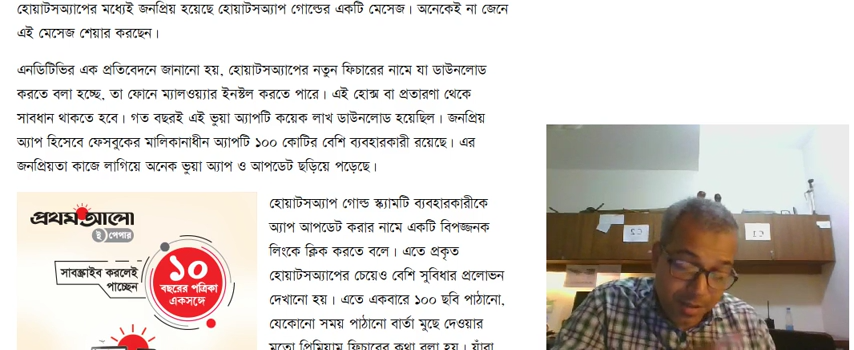 হোয়াটসঅ্যাপের মধ্যেই জনপ্রিয় হয়েছে হোয়াটসঅ্যাপ গোল্ডের একটি মেসেজ। অনেকেই না জেনে
এই মেসেজ শেয়ার করছেন।
এনডিটিভির এক প্রতিবেদনে জানানো হয়, হোয়াটসঅ্যাপের নতুন ফিচারের নামে যা ডাউনলোড
করতে বলা হচ্ছে, তা ফোনে ম্যালওয়্যার ইনস্টল করতে পারে। এই হোক্স বা প্রতারণা থেকে
সাবধান থাকতে হবে। গত বছরই এই ভুয়া অ্যাপটি কয়েক লাখ ডাউনলোড হয়েছিল। জনপ্রিয়
অ্যাপ হিসেবে ফেসবুকের মালিকানাধীন অ্যাপটি ১০০ কোটির বেশি ব্যবহারকারী রয়েছে। এর
জনপ্রিয়তা কাজে লাগিয়ে অনেক ভুয়া অ্যাপ ও আপডেট ছড়িয়ে পড়েছে।
প্রথম আলো
ই পেপার
সাবস্ক্রাইব করলেই
পাচ্ছেন
১০
বছরের পত্রিকা
একসঙ্গে
হোয়াটসঅ্যাপ গোল্ড স্ক্যামটি ব্যবহারকারীকে
অ্যাপ আপডেট করার নামে একটি বিপজ্জনক
লিংকে ক্লিক করতে বলে। এতে প্রকৃত
হোয়াটসঅ্যাপের চেয়েও বেশি সুবিধার প্রলোভন
দেখানো হয়। এতে একবারে ১০০ ছবি পাঠানো,
যেকোনো সময় পাঠানো বার্তা মুছে দেওয়ার
মতো প্রিমিয়াম ফিচারের কথা বলা হয়। যাঁরা